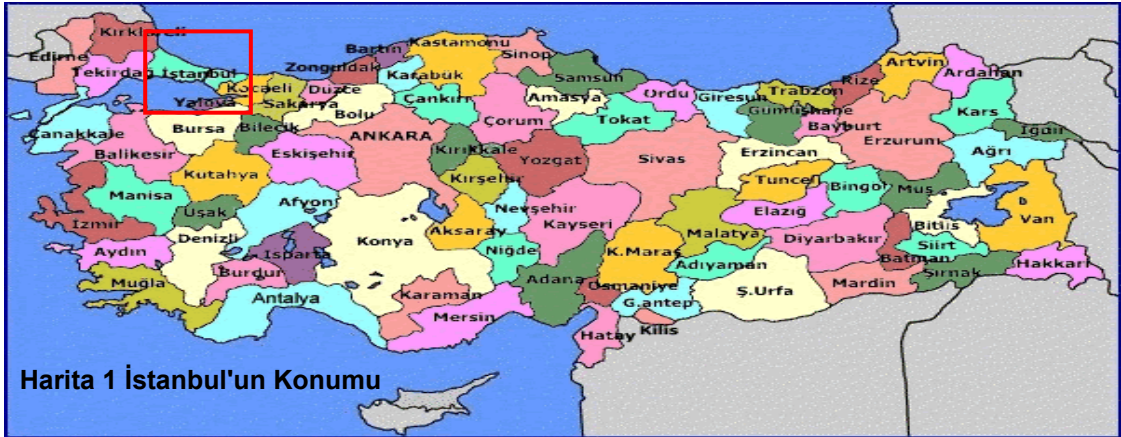 Kırklareli
Edirne
Tekirdağ
İstanbul
Kocaeli
Yalova
Sakarya
Düzce
Zonguldak
Bartın
Kastamonu
Karabük
Sinop
Samsun
Bolu
Çankırı
Çorum
Amasya
Tokat
Ordu
Giresun
Trabzon
Gümüşhane
Rize
Artvin
Ardahan
Kars
Bayburt
Erzurum
Iğdır
Ağrı
Çanakkale
Bursa
Bilecik
Balikesir
Eskişehir
ANKARA
Kırıkkale
Yozgat
Sivas
Erzincan
Kutahya
Kırşehir
Tunceli
Bingöl
Muş
Manisa
Uşak
Afyon
Nevşehir
Kayseri
Malatya
Elazığ
Bitlis
Van
İzmir
Aksaray
Aydın
Denizli
Isparta
Konya
Niğde
K.Maraş
Adıyaman
Diyarbakır
Batman
Siirt
Şırnak
Hakkari
Muğla
Burdur
Antalya
Karaman
Mersin
Adana
Osmaniye
G.antep
Ş.Urfa
Mardin
Hatay
Kilis
Harita 1 İstanbul'un Konumu